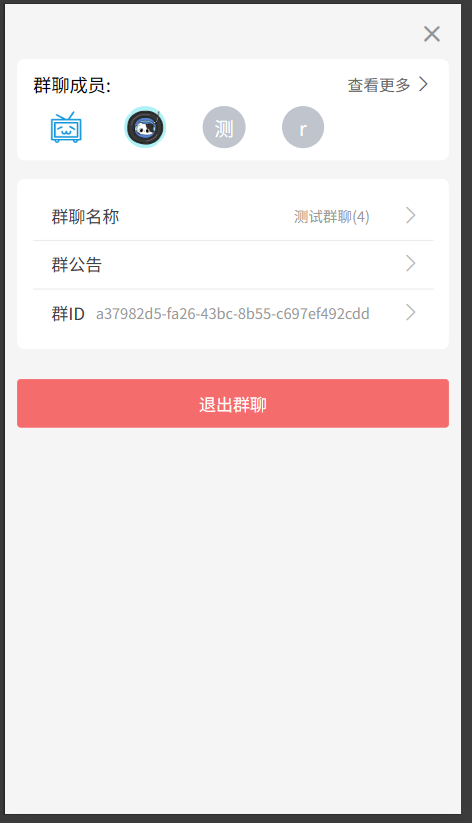 群聊成员:
查看更多
测
r
群聊名称 测试群聊(4)
群公告
群ID a37982d5-fa26-43bc-8b55-c697ef492cdd
退出群聊